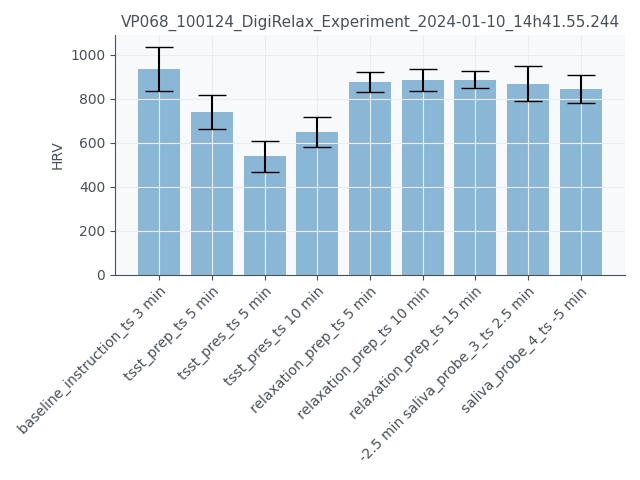 VP068_100124_DigiRelax_Experiment_2024-01-10_14h41.55.244
HRV
1000
800
600
400
200
0
baseline_instruction_ts 3 min
tsst_prep_ts 5 min
tsst_pres_ts 5 min
tsst_pres_ts 10 min
relaxation_prep_ts 5 min
relaxation_prep_ts 10 min
relaxation_prep_ts 15 min
-2.5 min saliva_probe_3_ts 2.5 min
saliva_probe_4_ts -5 min